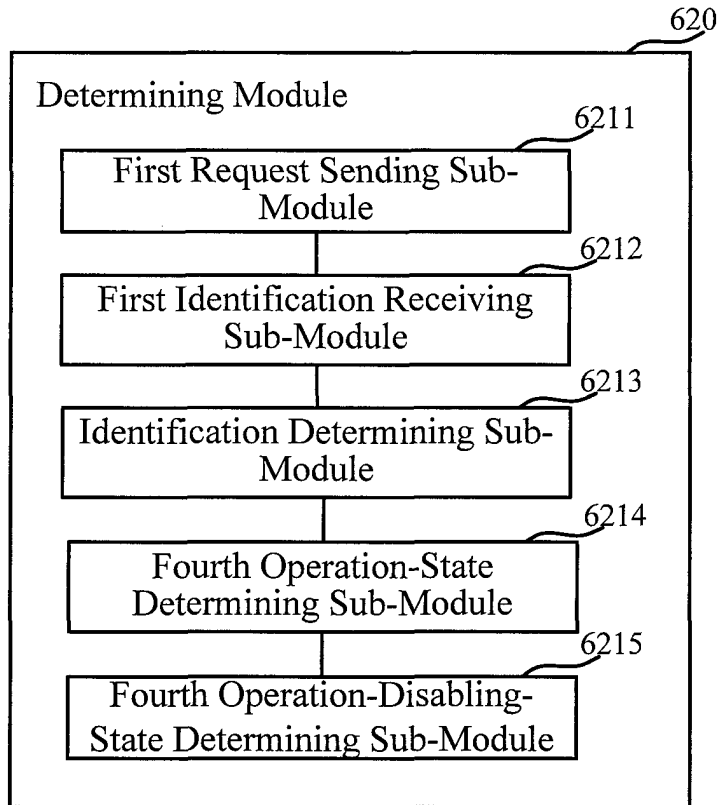 620
Determining Module
6211
First Request Sending Sub-
Module
6212
First Identification Receiving
Sub-Module
6213
Identification Determining Sub-
Module
6214
Fourth Operation-State
Determining Sub-Module
6215
Fourth Operation-Disabling-
State Determining Sub-Module